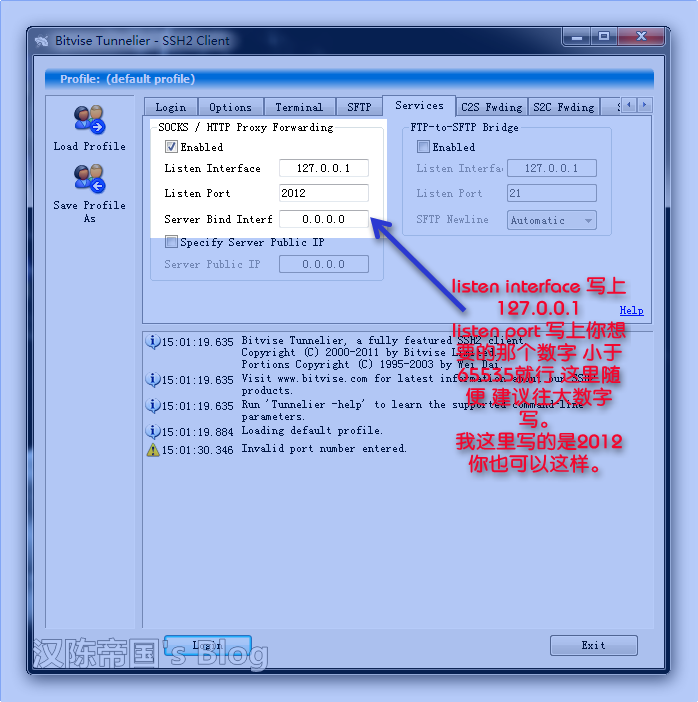 Bitvise Tunnelier - SSH2 Client
Profile: (default profile)
Load Profile
Save Profile
As
Login
Options
Terminal
SFTP
Services
C2S Fwding
S2C Fwding
SOCKS / HTTP Proxy Forwarding
Enabled
Listen Interface
127.0.0.1
Listen Port
2012
Server Bind Interf
0.0.0.0
Specify Server Public IP
Server Public IP
0.0.0.0
FTP-to-SFTP Bridge
Enabled
Listen Interfa
127.0.0.1
Listen Port
21
SFTP Newline
Automatic
Help
listen interface 写上
127.0.0.1
listen port 写上你想
要的那个数字 小于
65535就行 这里随
便 建议往大数字
写。
我这里写的是2012
你也可以这样。
15:01:19.635 Bitvise Tunnelier, a fully featured SSH2 client
Copyright (C) 2000-2011 by Bitvise Limited.
Portions Copyright (C) 1995-2003 by Wei Dai.
15:01:19.635 Visit www.bitvise.com for latest information about our SSH2
products.
15:01:19.635 Run 'Tunnelier -help' to learn the supported command-line
parameters.
15:01:19.884 Loading default profile.
15:01:30.346 Invalid port number entered.
Login
Exit
汉陈帝国's Blog